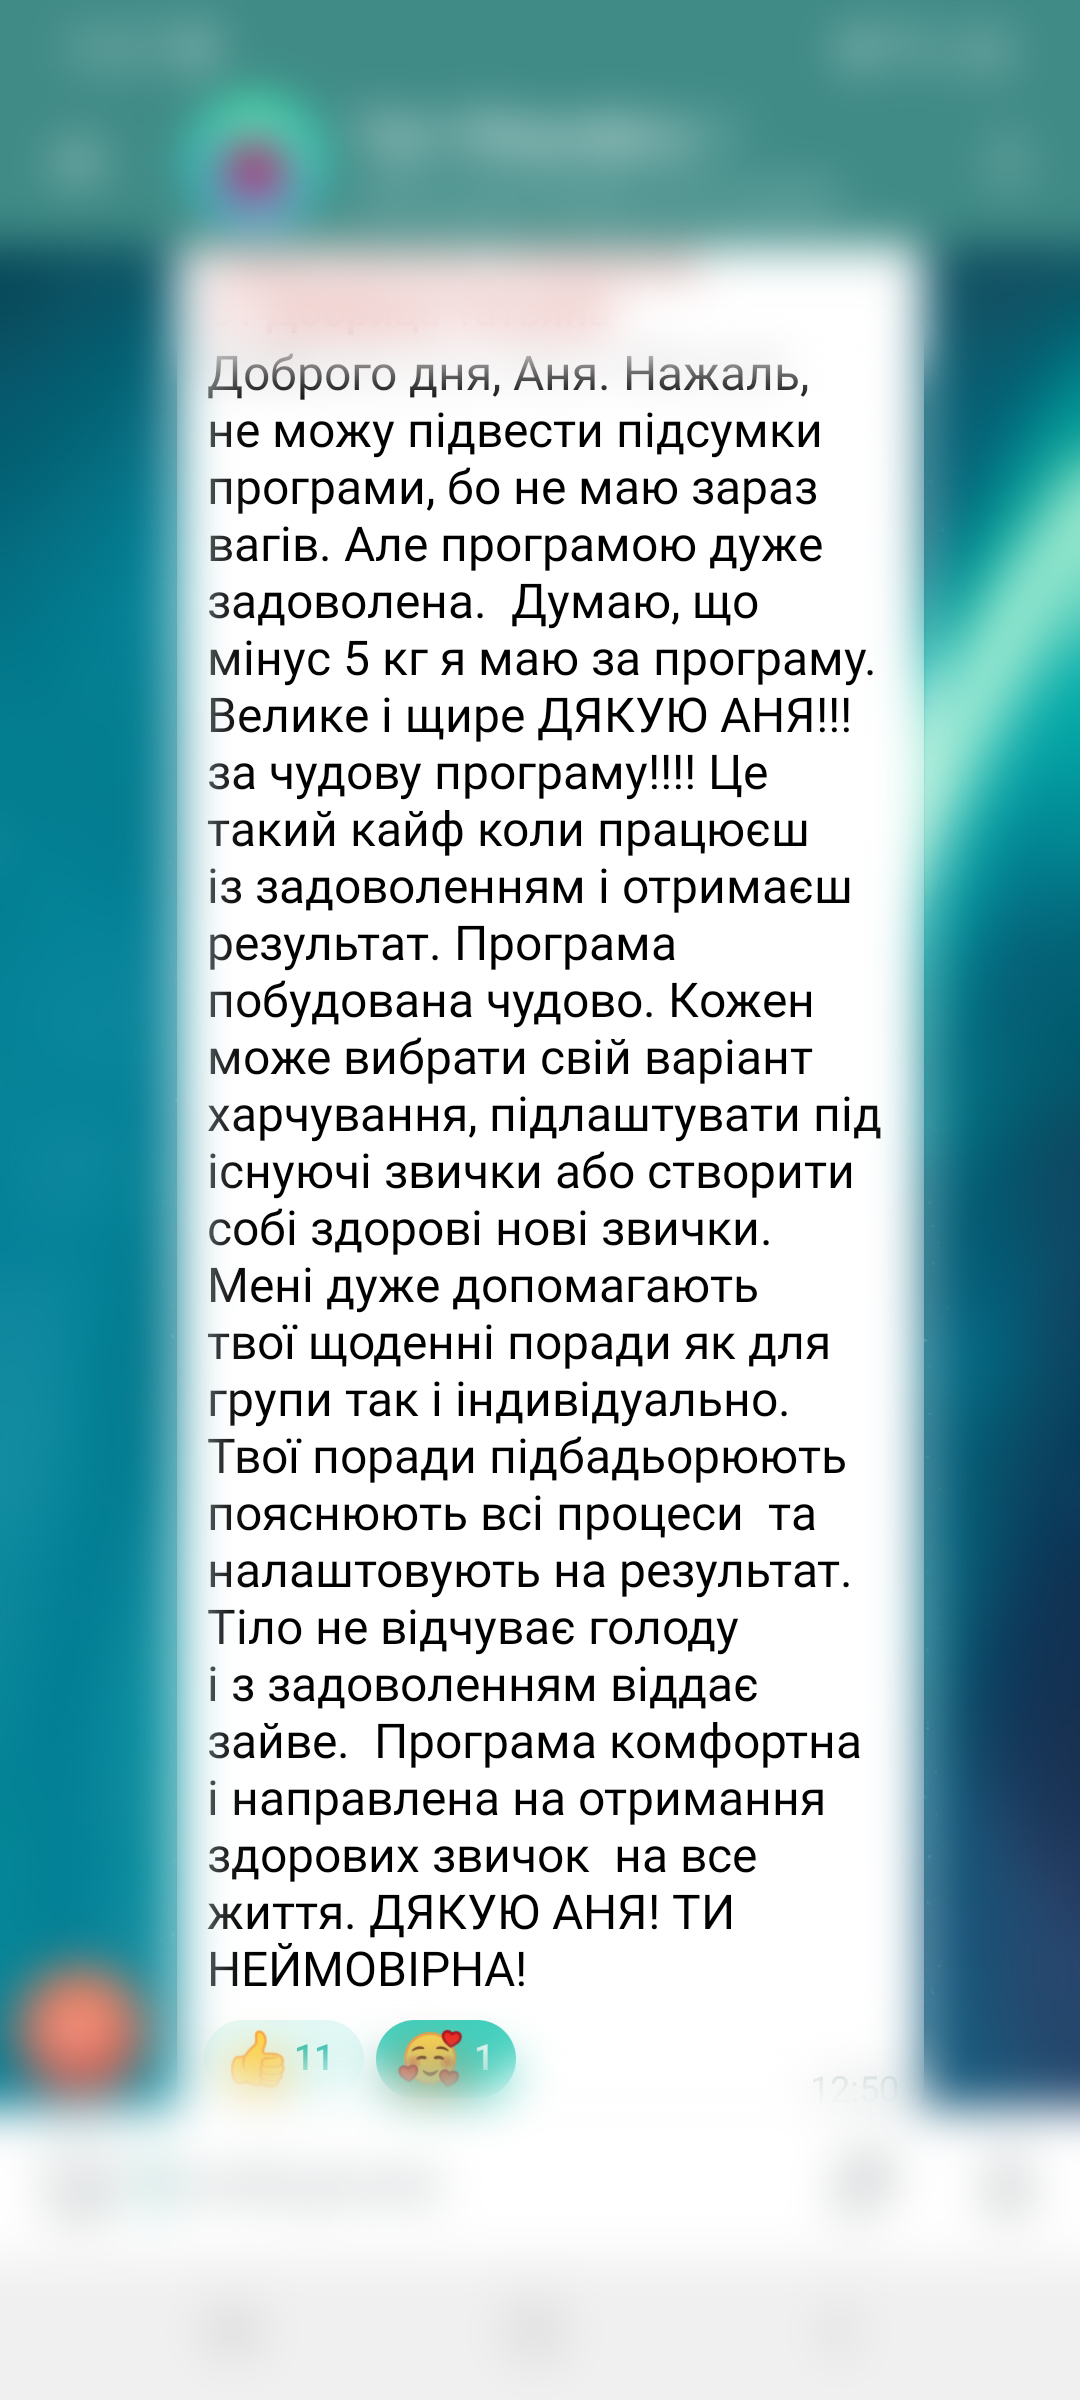 Доброго дня, Аня. Нажаль,
не можу підвести підсумки
програми, бо не маю зараз
вагів. Але програмою дуже
задоволена.  Думаю, що
мінус 5 кг я маю за програму.
Велике і щире ДЯКУЮ АНЯ!!!
за чудову програму!!!! Це
такий кайф коли працюєш
із задоволенням і отримаєш
результат. Програма
побудована чудово. Кожен
може вибрати свій варіант
харчування, підлаштувати під
існуючі звички або створити
собі здорові нові звички.
Мені дуже допомагають
твої щоденні поради як для
групи так і індивідуально.
Твої поради підбадьорюють
пояснюють всі процеси  та
налаштовують на результат.
Тіло не відчуває голоду
і з задоволенням віддає
зайве.  Програма комфортна
і направлена на отримання
здорових звичок  на все
життя. ДЯКУЮ АНЯ! ТИ
НЕЙМОВІРНА!
11 1
12:50